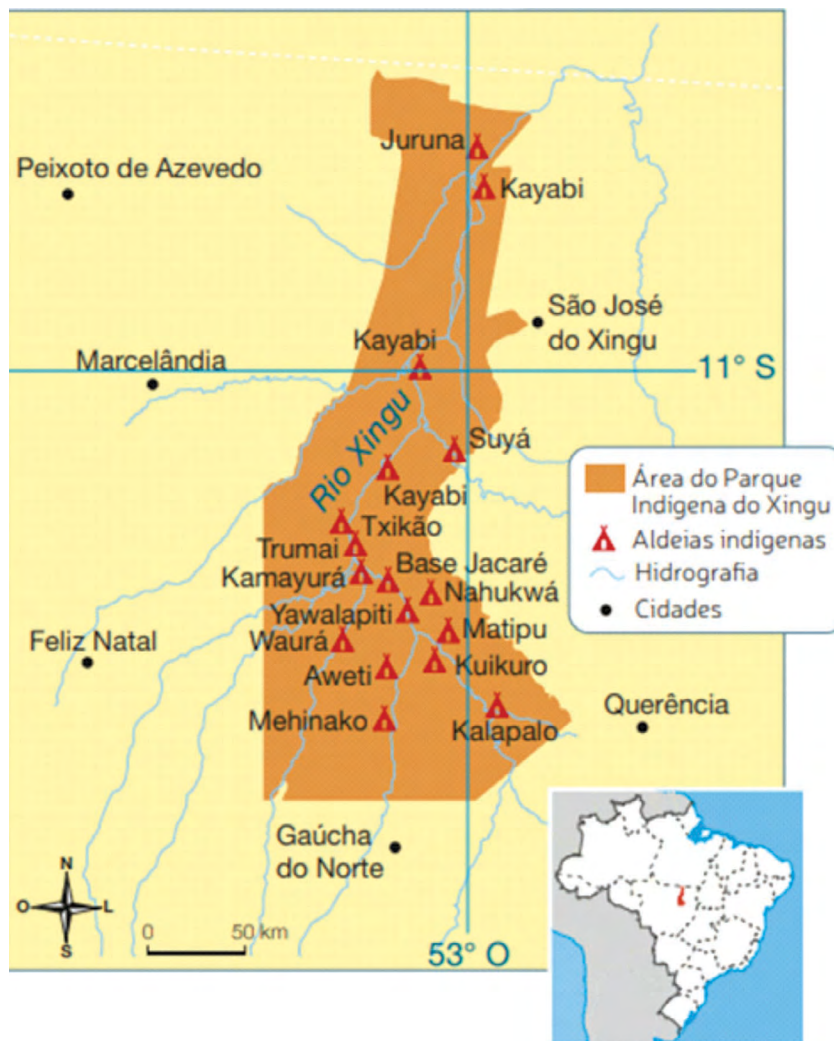 Juruna
Peixoto de Azevedo
Kayabi
São José
do Xingu
Kayabi
Marcelândia
11° S
Rio Xingu
Suyá
Kayabi
Txikão
Trumai
Base Jacaré
Kamayurá
Nahukwá
Yawalapiti
Matipu
Waurá
Feliz Natal
Kuikuro
Aweti
Querência
Mehinako
Kalapalo
Gaúcha
do Norte
Área do Parque
Indígena do Xingu
Aldeias indígenas
Hidrografia
Cidades
N
O
L
S
0 50 km
53° O